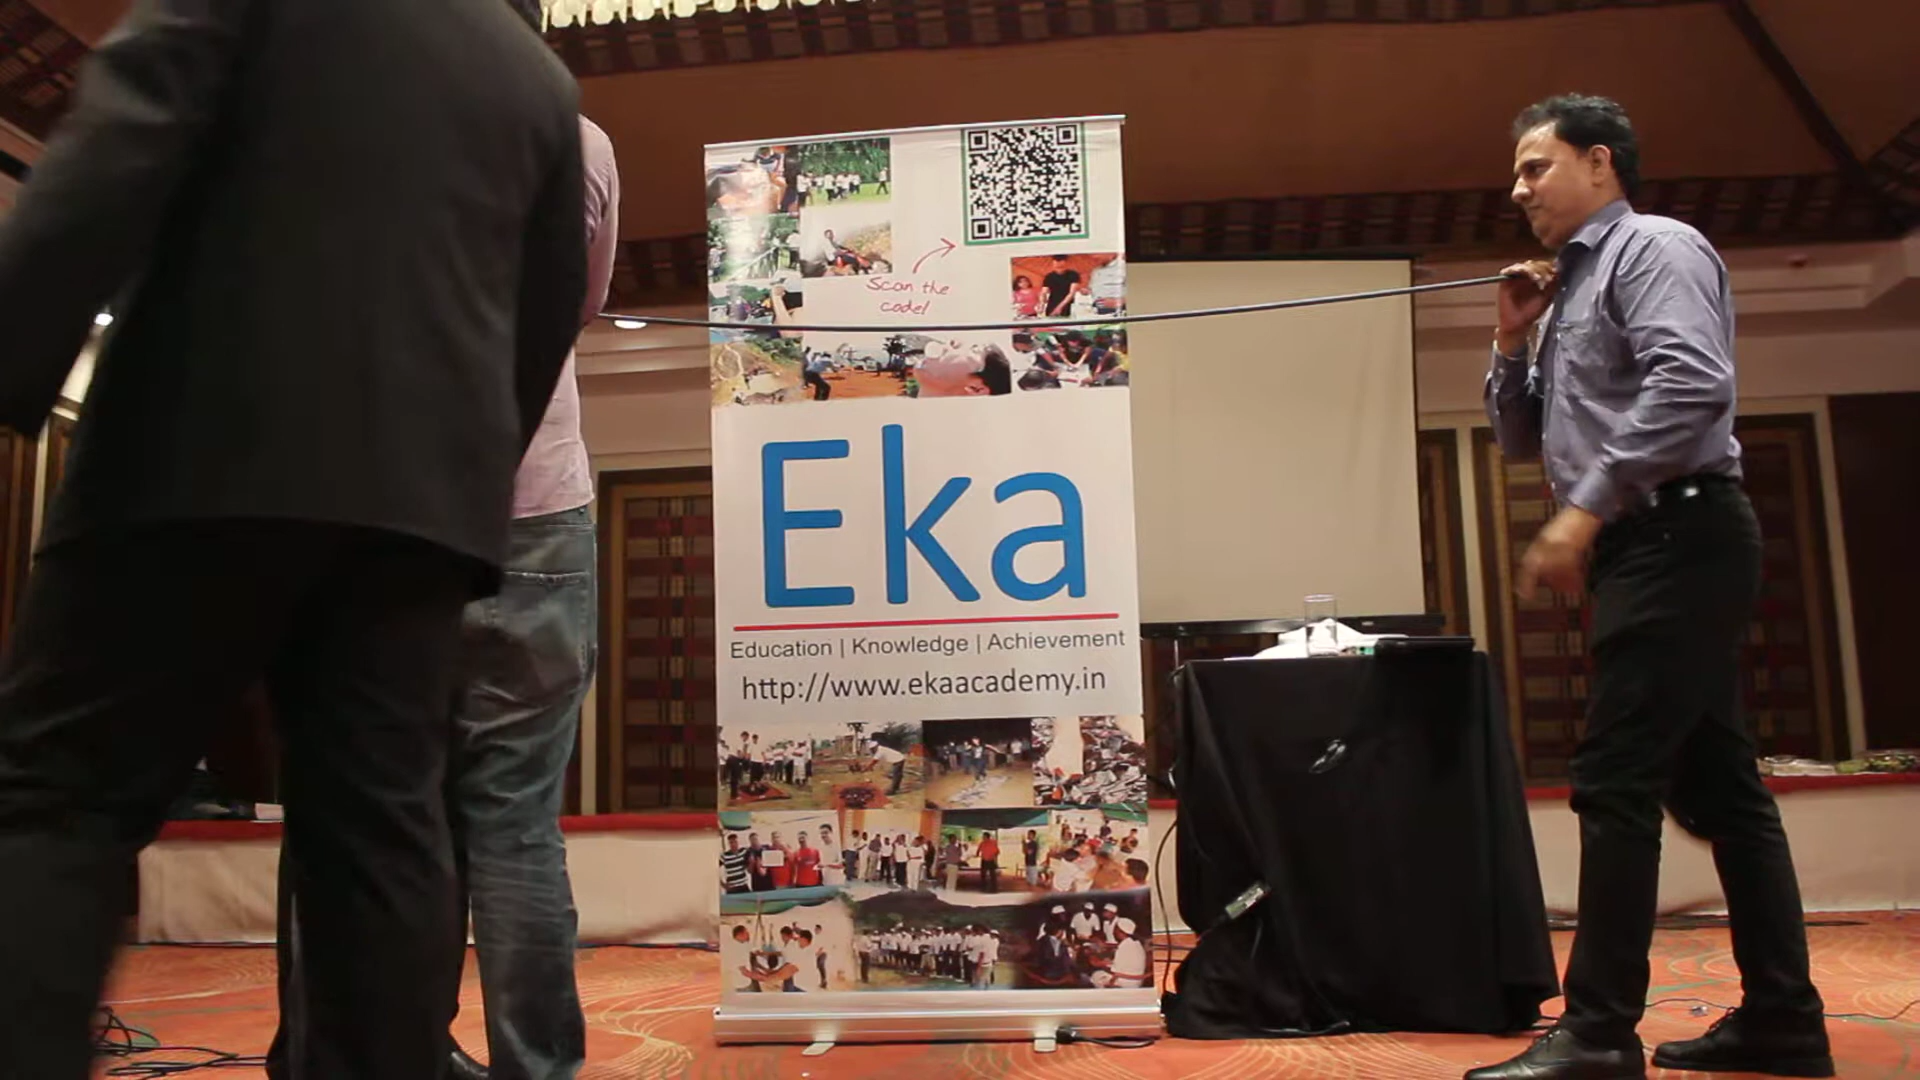 Scan the
code!
Eka
Education | Knowledge | Achievement
http://www.ekaacademy.in